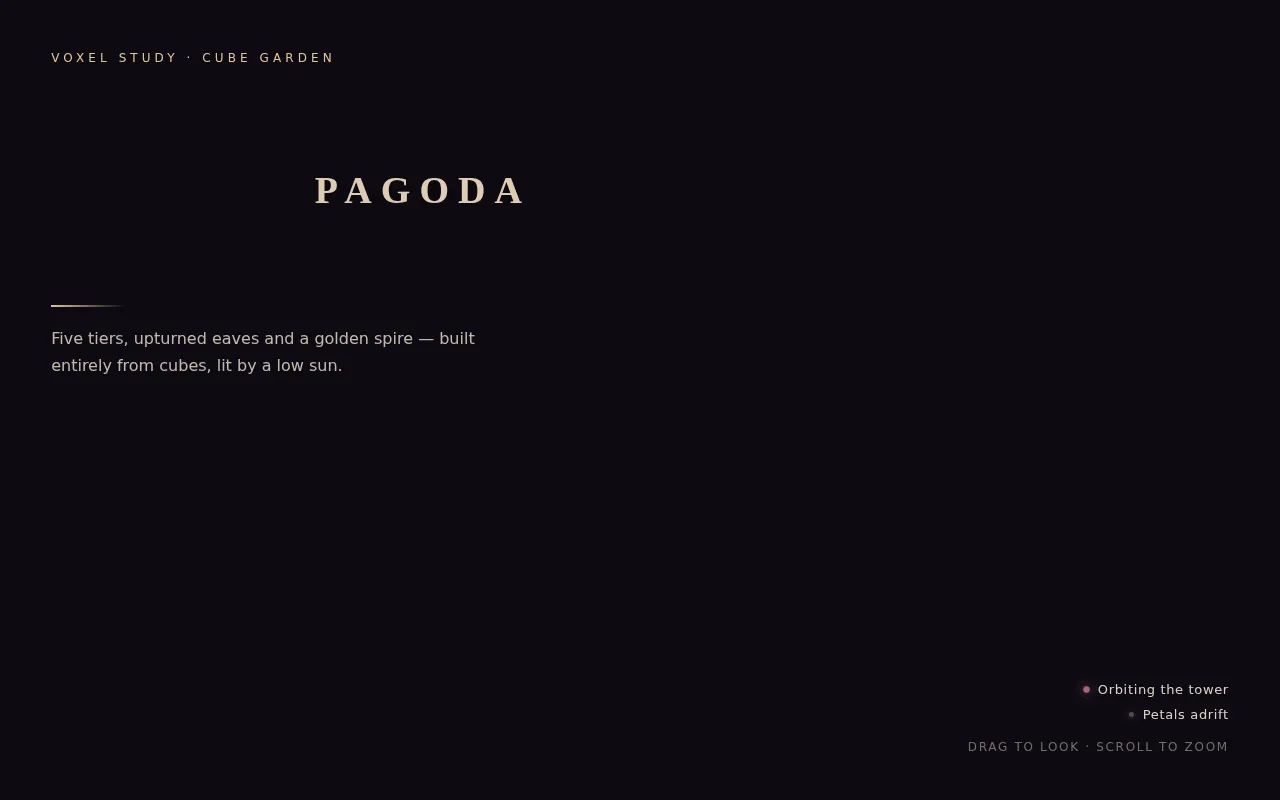 VOXEL STUDY · CUBE GARDEN
PAGODA
Five tiers, upturned eaves and a golden spire — built
entirely from cubes, lit by a low sun.
Orbiting the tower
Petals adrift
DRAG TO LOOK · SCROLL TO ZOOM